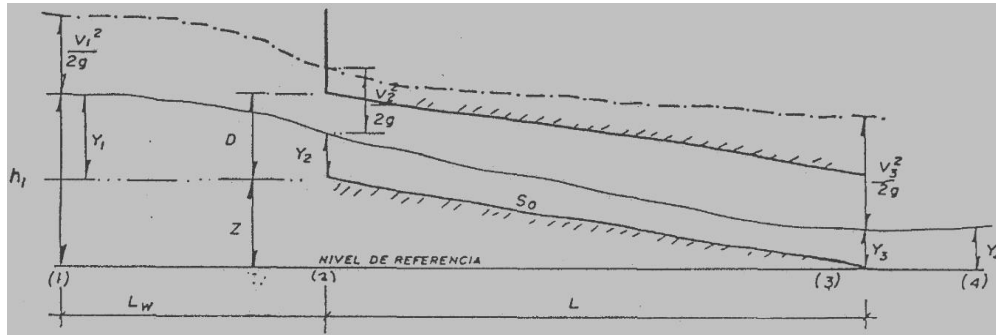 V₁²
2g
Y₁
h₁
D
Z
Y₂
V₂²
2g
S₀
V₃²
2g
Y₃
NIVEL DE REFERENCIA
(1)
(2)
(3)
(4)
L_W
L